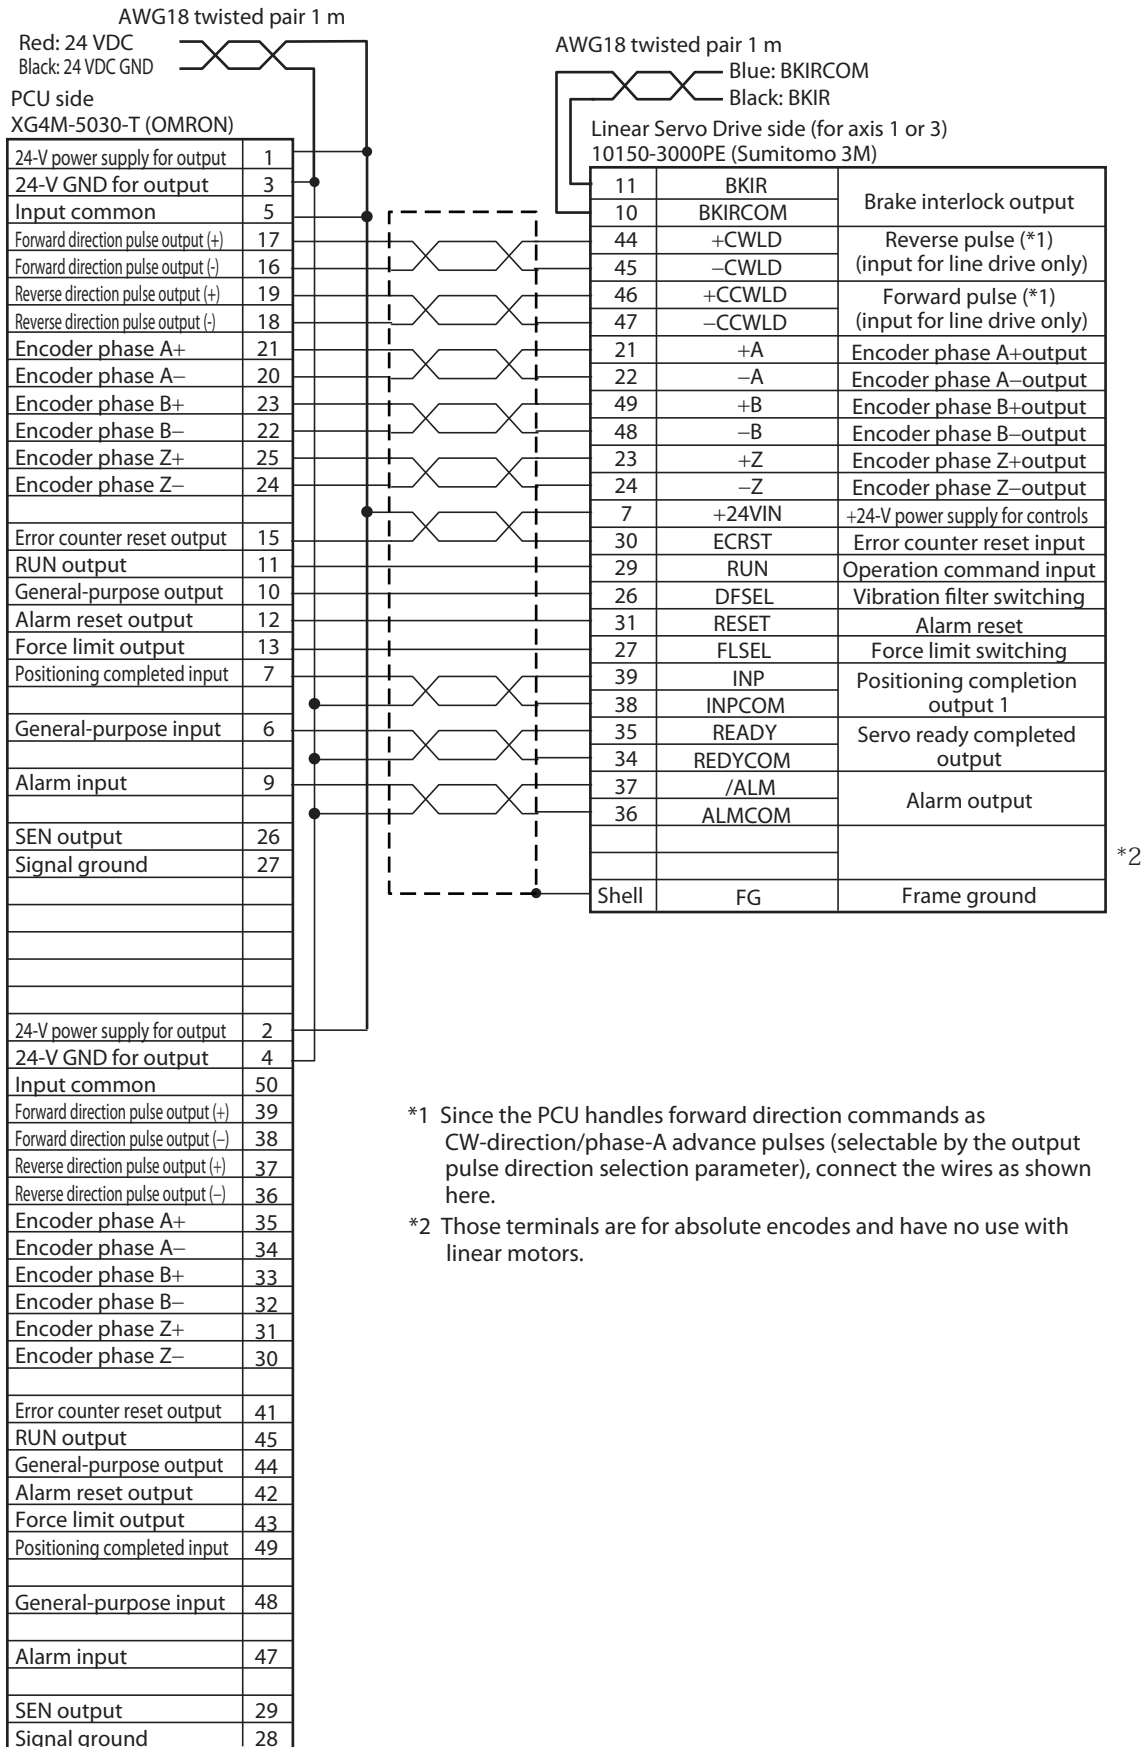 AWG18 twisted pair 1 m
Red: 24 VDC
Black: 24 VDC GND
PCU side
XG4M-5030-T (OMRON)
24-V power supply for output 1
24-V GND for output 3
Input common 5
Forward direction pulse output (+) 17
Forward direction pulse output (-) 16
Reverse direction pulse output (+) 19
Reverse direction pulse output (-) 18
Encoder phase A+ 21
Encoder phase A− 20
Encoder phase B+ 23
Encoder phase B− 22
Encoder phase Z+ 25
Encoder phase Z− 24
Error counter reset output 15
RUN output 11
General-purpose output 10
Alarm reset output 12
Force limit output 13
Positioning completed input 7
General-purpose input 6
Alarm input 9
SEN output 26
Signal ground 27
24-V power supply for output 2
24-V GND for output 4
Input common 50
Forward direction pulse output (+) 39
Forward direction pulse output (−) 38
Reverse direction pulse output (+) 37
Reverse direction pulse output (−) 36
Encoder phase A+ 35
Encoder phase A− 34
Encoder phase B+ 33
Encoder phase B− 32
Encoder phase Z+ 31
Encoder phase Z− 30
Error counter reset output 41
RUN output 45
General-purpose output 44
Alarm reset output 42
Force limit output 43
Positioning completed input 49
General-purpose input 48
Alarm input 47
SEN output 29
Signal ground 28
AWG18 twisted pair 1 m
Blue: BKIRCOM
Black: BKIR
Linear Servo Drive side (for axis 1 or 3)
10150-3000PE (Sumitomo 3M)
11 BKIR Brake interlock output
10 BKIRCOM
44 +CWLD Reverse pulse (*1)
45 −CWLD (input for line drive only)
46 +CCWLD Forward pulse (*1)
47 −CCWLD (input for line drive only)
21 +A Encoder phase A+output
22 −A Encoder phase A−output
49 +B Encoder phase B+output
48 −B Encoder phase B−output
23 +Z Encoder phase Z+output
24 −Z Encoder phase Z−output
7 +24VIN +24-V power supply for controls
30 ECRST Error counter reset input
29 RUN Operation command input
26 DFSEL Vibration filter switching
31 RESET Alarm reset
27 FLSEL Force limit switching
39 INP Positioning completion
38 INPCOM output 1
35 READY Servo ready completed
34 REDYCOM output
37 /ALM Alarm output
36 ALMCOM
*2
Shell FG Frame ground
*1 Since the PCU handles forward direction commands as
CW-direction/phase-A advance pulses (selectable by the output
pulse direction selection parameter), connect the wires as shown
here.
*2 Those terminals are for absolute encodes and have no use with
linear motors.